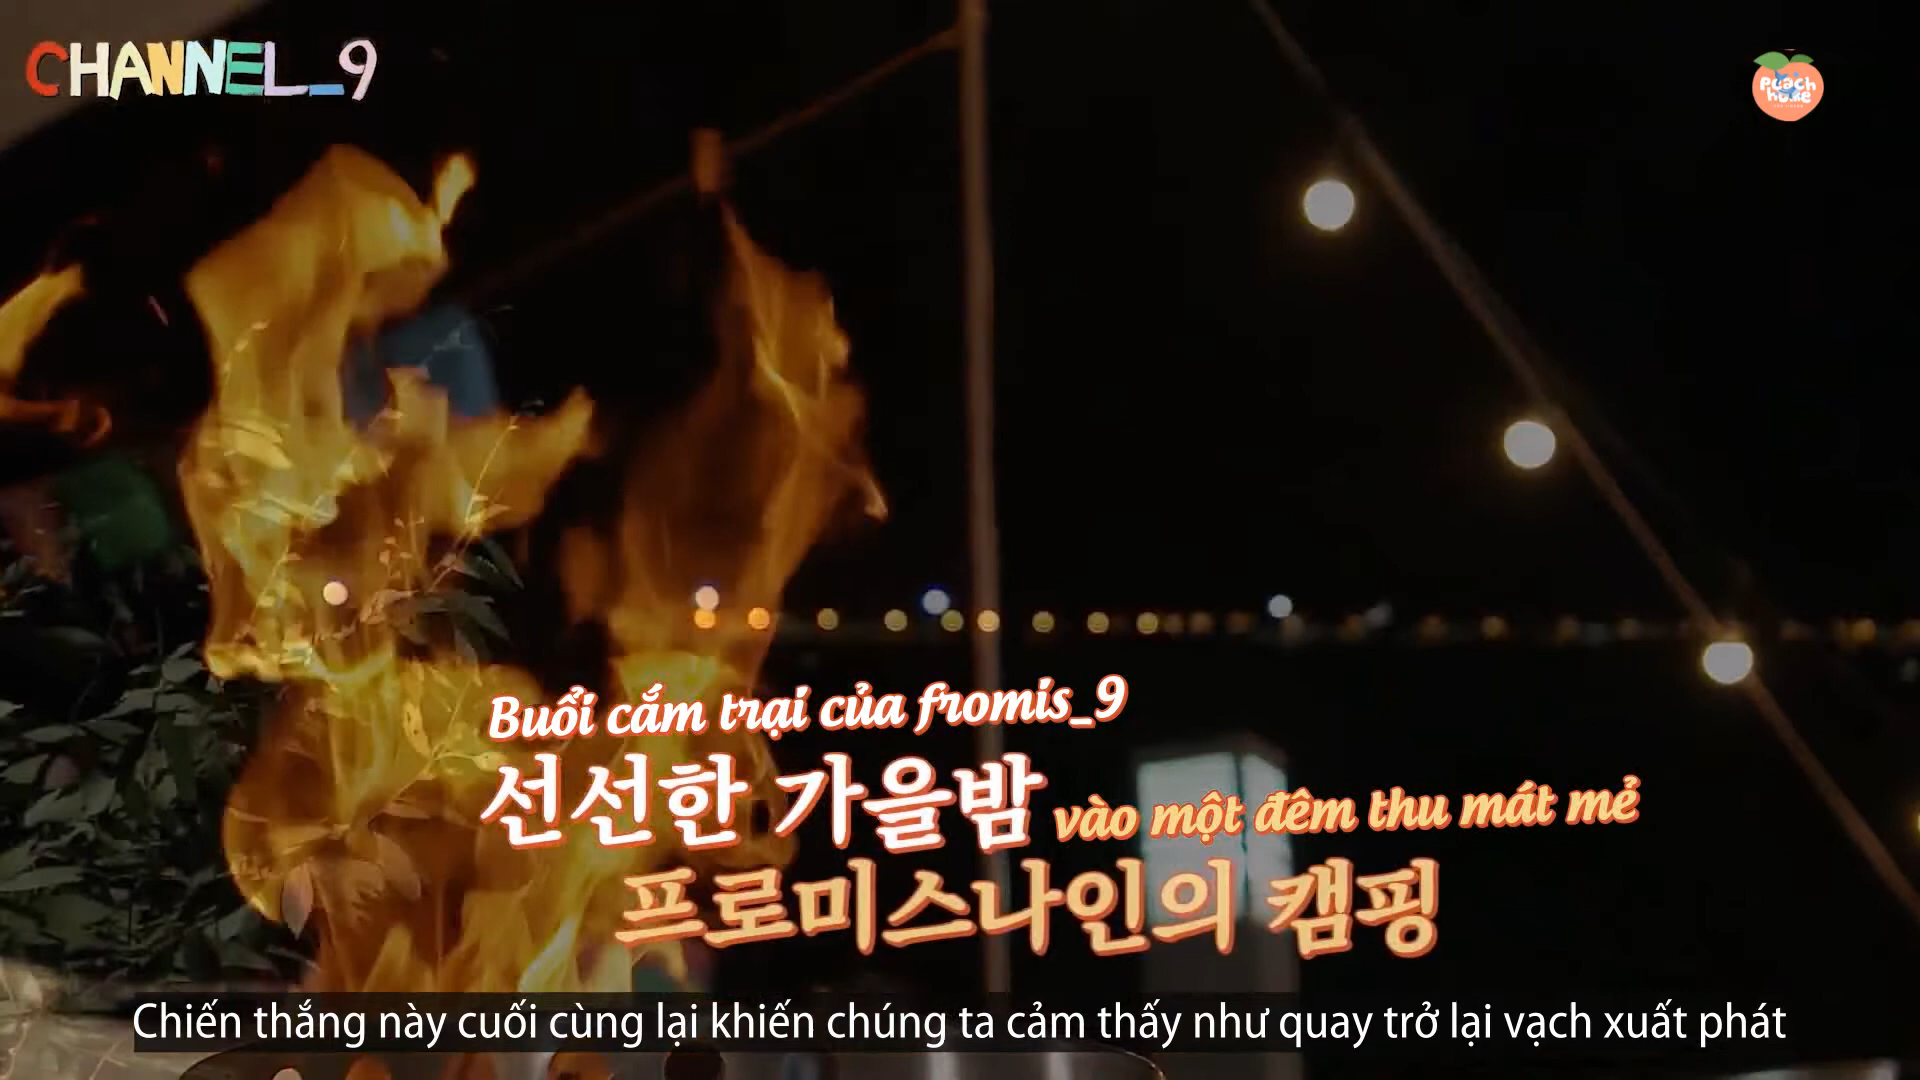 CHANNEL_9
Peach
Buổi cắm trại của fromis_9
선선한 가을밤 vào một đêm thu mát mẻ
프로미스나인의 캠핑
Chiến thắng này cuối cùng lại khiến chúng ta cảm thấy như quay trở lại vạch xuất phát